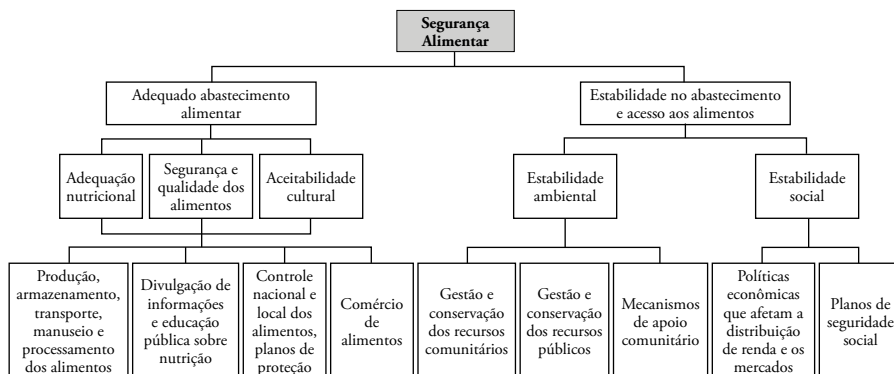 Segurança
Alimentar
Adequado abastecimento
alimentar
Estabilidade no abastecimento
e acesso aos alimentos
Adequação
nutricional
Segurança e
qualidade dos
alimentos
Aceitabilidade
cultural
Estabilidade
ambiental
Estabilidade
social
Produção,
armazenamento,
transporte,
manuseio e
processamento
dos alimentos
Divulgação de
informações
e educação
pública sobre
nutrição
Controle
nacional e
local dos
alimentos,
planos de
proteção
Comércio
de
alimentos
Gestão e
conservação
dos recursos
comunitários
Gestão e
conservação
dos recursos
públicos
Mecanismos
de apoio
comunitário
Políticas
econômicas
que afetam a
distribuição
de renda e os
mercados
Planos de
seguridade
social